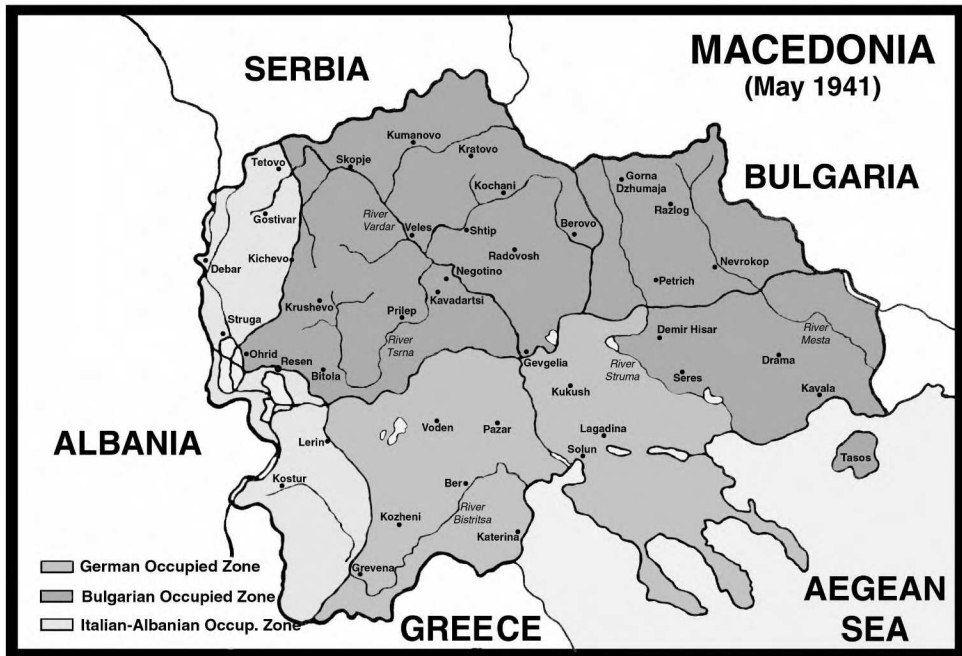 MACEDONIA
(May 1941)
SERBIA
BULGARIA
Kumanovo
Kratovo
Skopje
Tetovo
Gorna
Dzhumaja
Kochani
Razlog
Gostivar
River
Vardar
Veles
Shtip
Berovo
Radovosh
Kichevo
Debar
Negotino
Nevrokop
Petrich
Kavadartsi
Krushevo
Prilep
Struga
River
Tsrna
Demir Hisar
River
Mesta
Ohrid
Resen
Bitola
Gevgelia
River
Struma
Drama
Seres
Kukush
Kavala
ALBANIA
Lerin
Voden
Pazar
Lagadina
Solun
Tasos
Kostur
Ber
River
Bistritsa
Kozheni
Katerina
Grevena
German Occupied Zone
Bulgarian Occupied Zone
Italian-Albanian Occup. Zone
GREECE
AEGEAN
SEA